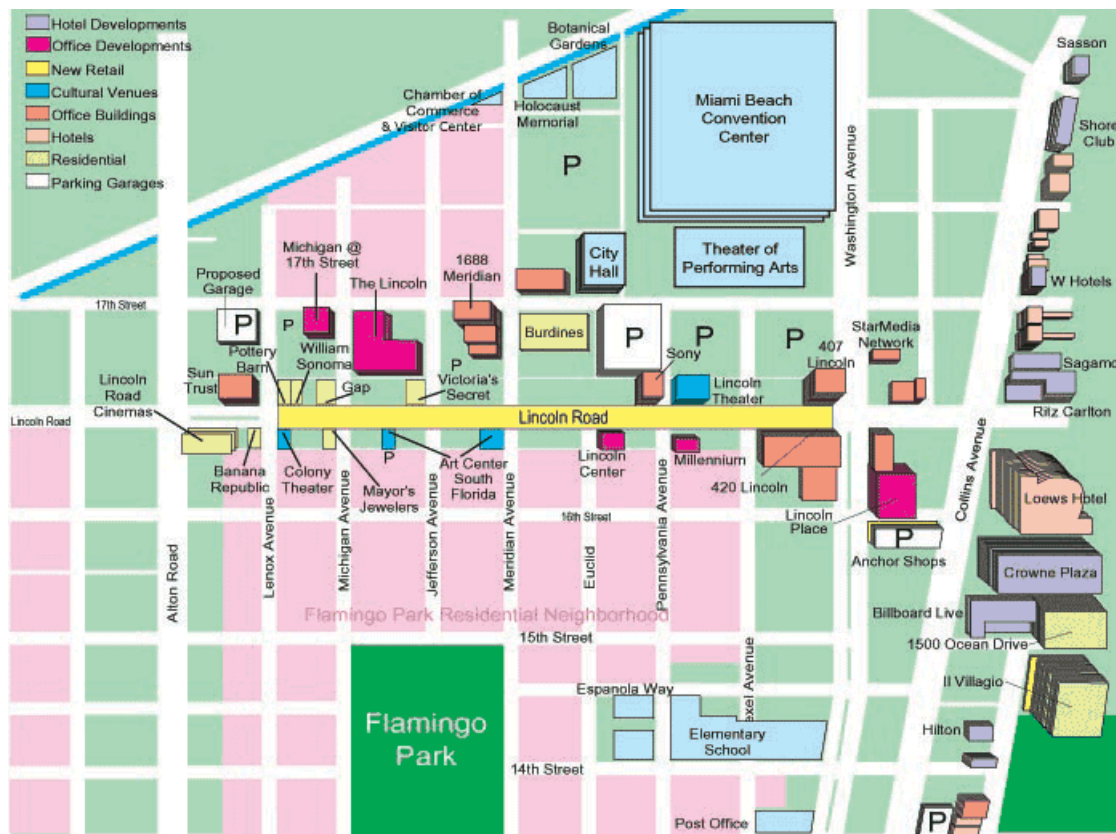 Hotel Developments
Office Developments
New Retail
Cultural Venues
Office Buildings
Hotels
Residential
Parking Garages
Botanical
Gardens
Chamber of
Commerce
& Visitor Center
Holocaust
Memorial
Miami Beach
Convention
Center
Washington Avenue
Sasson
Shore
Club
P
City
Hall
Theater of
Performing Arts
W Hotels
17th Street
Proposed
Garage
P
P
Michigan @
17th Street
The Lincoln
1688
Meridian
P
Burdines
P
P
P
StarMedia
Network
407
Lincoln
Sagamo
Ritz Carlton
Pottery
Barn
William
Sonoma
Gap
Victoria's
Secret
Sony
Lincoln
Theater
Sun
Trust
Lincoln
Road
Cinemas
Lincoln Road
Lincoln Road
Banana
Republic
Colony
Theater
Mayor's
Jewelers
P
Art Center
South
Florida
Lincoln
Center
Millennium
420 Lincoln
Lincoln
Place
P
Anchor Shops
Loews Hotel
Collins Avenue
16th Street
Alton Road
Lenox Avenue
Michigan Avenue
Jefferson Avenue
Meridian Avenue
Euclid
Pennsylvania Avenue
Crowne Plaza
Billboard Live
1500 Ocean Drive
Flamingo Park Residential Neighborhood
15th Street
Il Villagio
Espanola Way
exel Avenue
Elementary
School
Hilton
Flamingo
Park
14th Street
Post Office
P